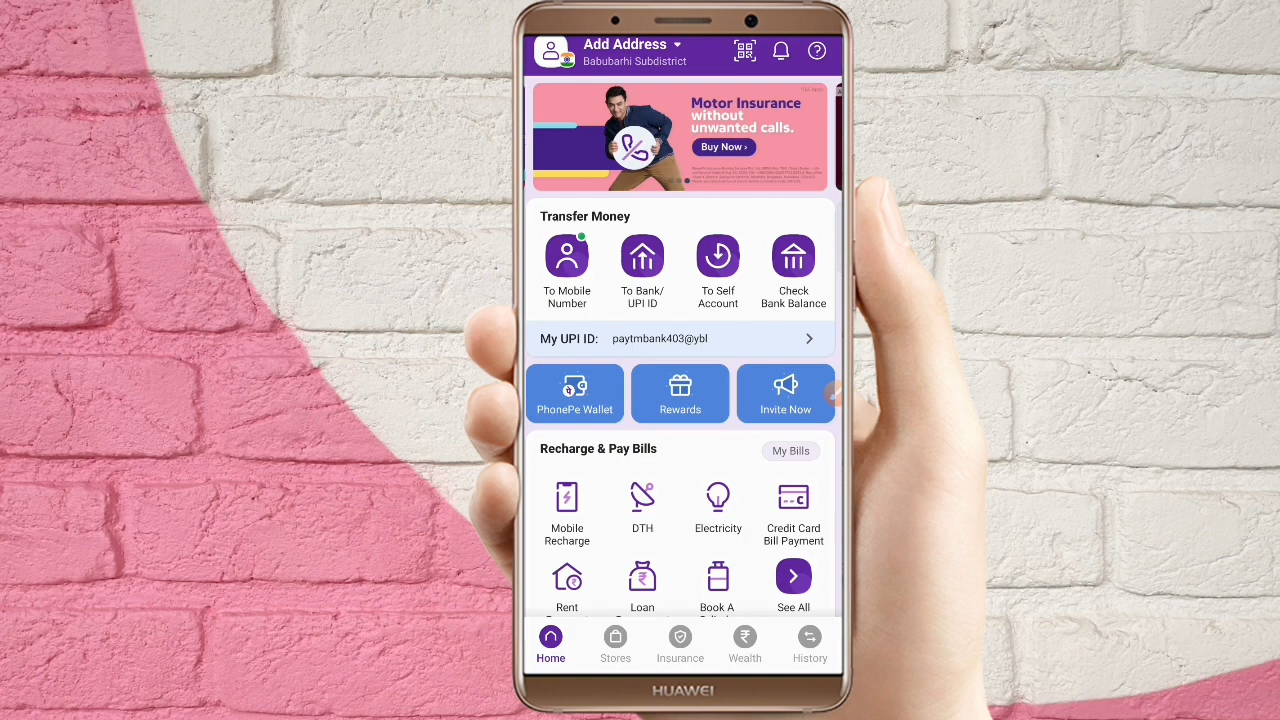 Add Address
Babubarhi Subdistrict
Motor Insurance
without
unwanted calls.
Buy Now ›
Transfer Money
To Mobile
Number
To Bank/
UPI ID
To Self
Account
Check
Bank Balance
My UPI ID: paytmbank403@ybl
PhonePe Wallet
Rewards
Invite Now
Recharge & Pay Bills
My Bills
Mobile
Recharge
DTH
Electricity
Credit Card
Bill Payment
Rent
Loan
Book A
See All
Home
Stores
Insurance
Wealth
History
HUAWEI